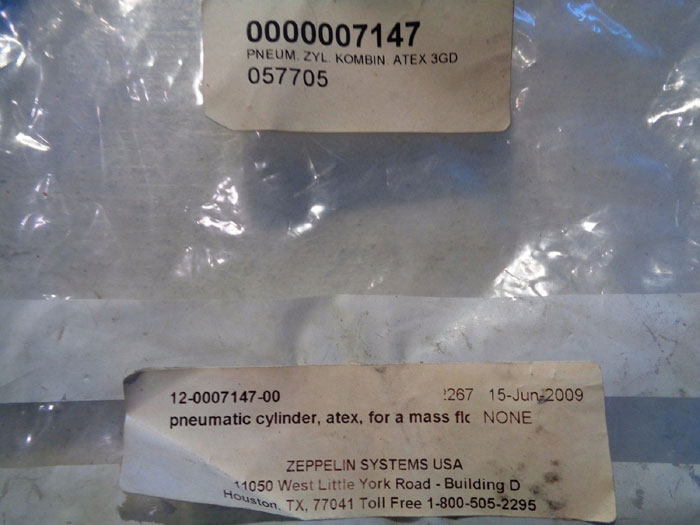 0000007147
PNEUM. ZYL. KOMBIN. ATEX 3GD
057705
12-0007147-00 2267 15-Jun-2009
pneumatic cylinder, atex, for a mass flc NONE
ZEPPELIN SYSTEMS USA
11050 West Little York Road - Building D
Houston, TX, 77041 Toll Free 1-800-505-2295